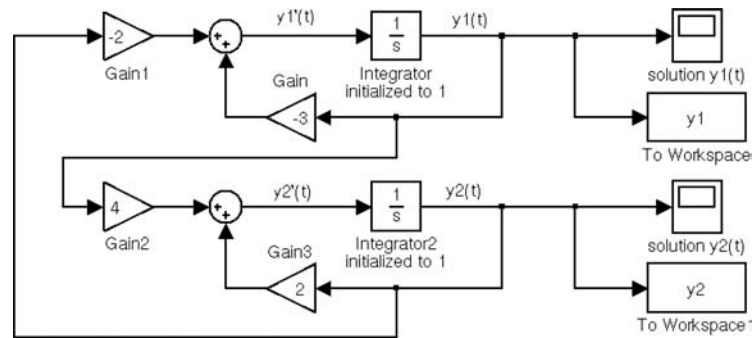 -2
Gain1
+
+
y1'(t)
1
s
Integrator
initialized to 1
y1(t)
Gain
-3
solution y1(t)
y1
To Workspace
4
Gain2
+
+
y2'(t)
1
s
Integrator2
initialized to 1
y2(t)
Gain3
2
solution y2(t)
y2
To Workspace1